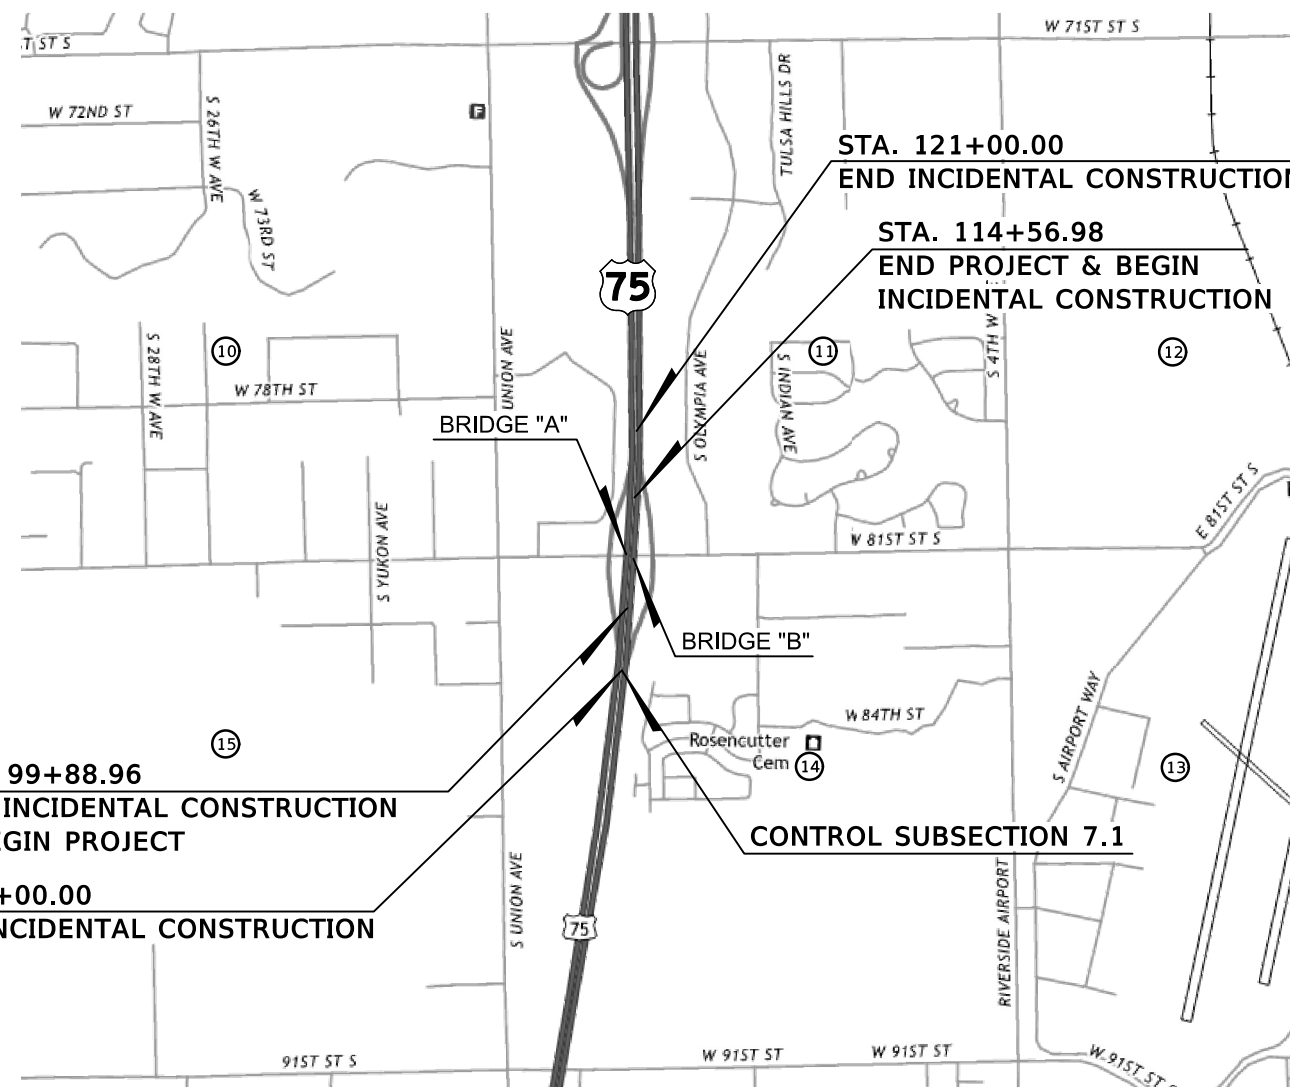 W 71ST ST S
T ST S
W 72ND ST
S 26TH W AVE
W 73RD ST
F
TULSA HILLS DR
STA. 121+00.00
END INCIDENTAL CONSTRUCTION
STA. 114+56.98
END PROJECT & BEGIN
INCIDENTAL CONSTRUCTION
75
10
11
12
S 28TH W AVE
W 78TH ST
UNION AVE
S OLYMPIA AVE
S INDIAN AVE
S 4TH W
BRIDGE "A"
S YUKON AVE
W 81ST ST S
E 81ST ST S
BRIDGE "B"
W 84TH ST
Rosencutter
Cem
14
15
13
S AIRPORT WAY
99+88.96
INCIDENTAL CONSTRUCTION
EGIN PROJECT
CONTROL SUBSECTION 7.1
+00.00
NCIDENTAL CONSTRUCTION
S UNION AVE
75
RIVERSIDE AIRPORT
91ST ST S
W 91ST ST
W 91ST ST
W 91ST ST S